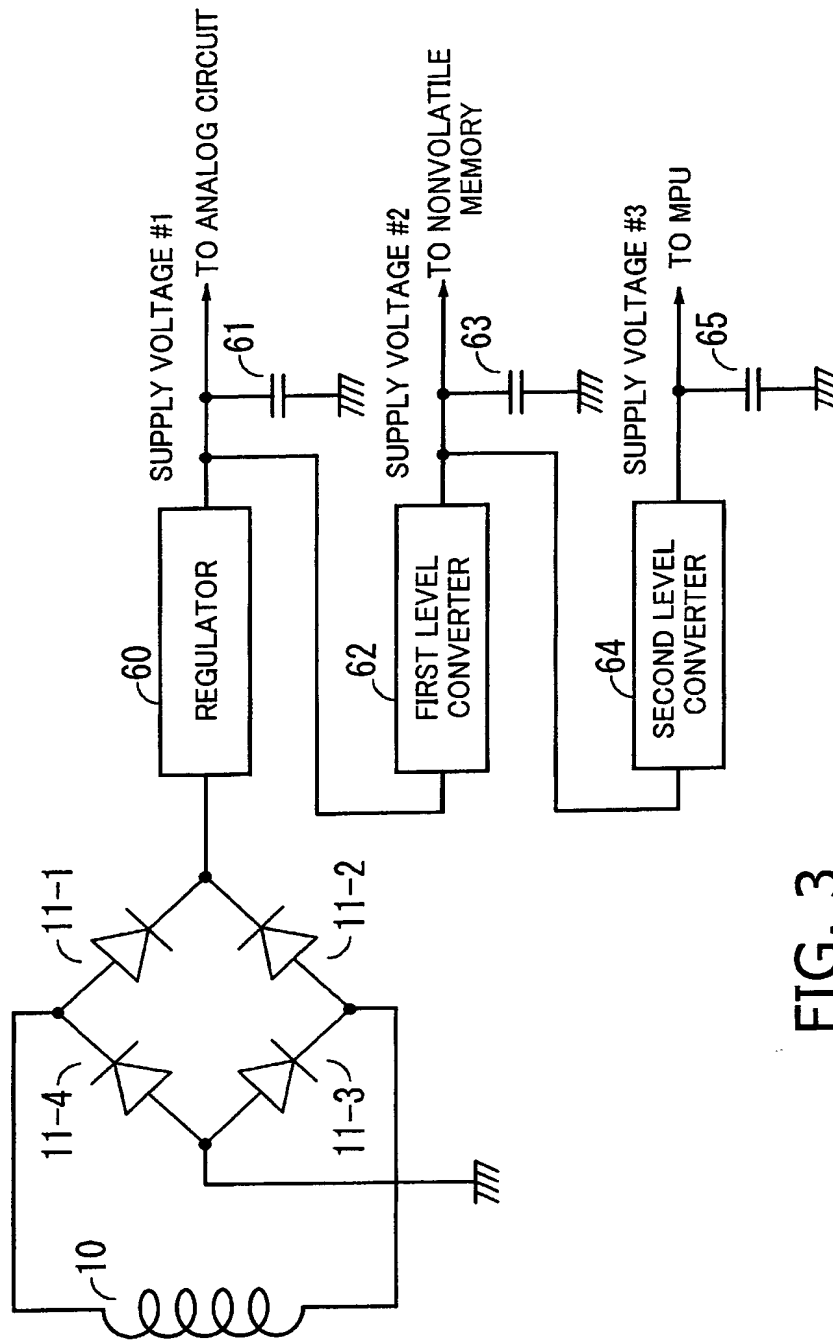 10
11-1
11-4
11-2
11-3
60
REGULATOR
SUPPLY VOLTAGE #1
TO ANALOG CIRCUIT
61
62
FIRST LEVEL
CONVERTER
SUPPLY VOLTAGE #2
TO NONVOLATILE
MEMORY
63
64
SECOND LEVEL
CONVERTER
SUPPLY VOLTAGE #3
TO MPU
65
FIG. 3